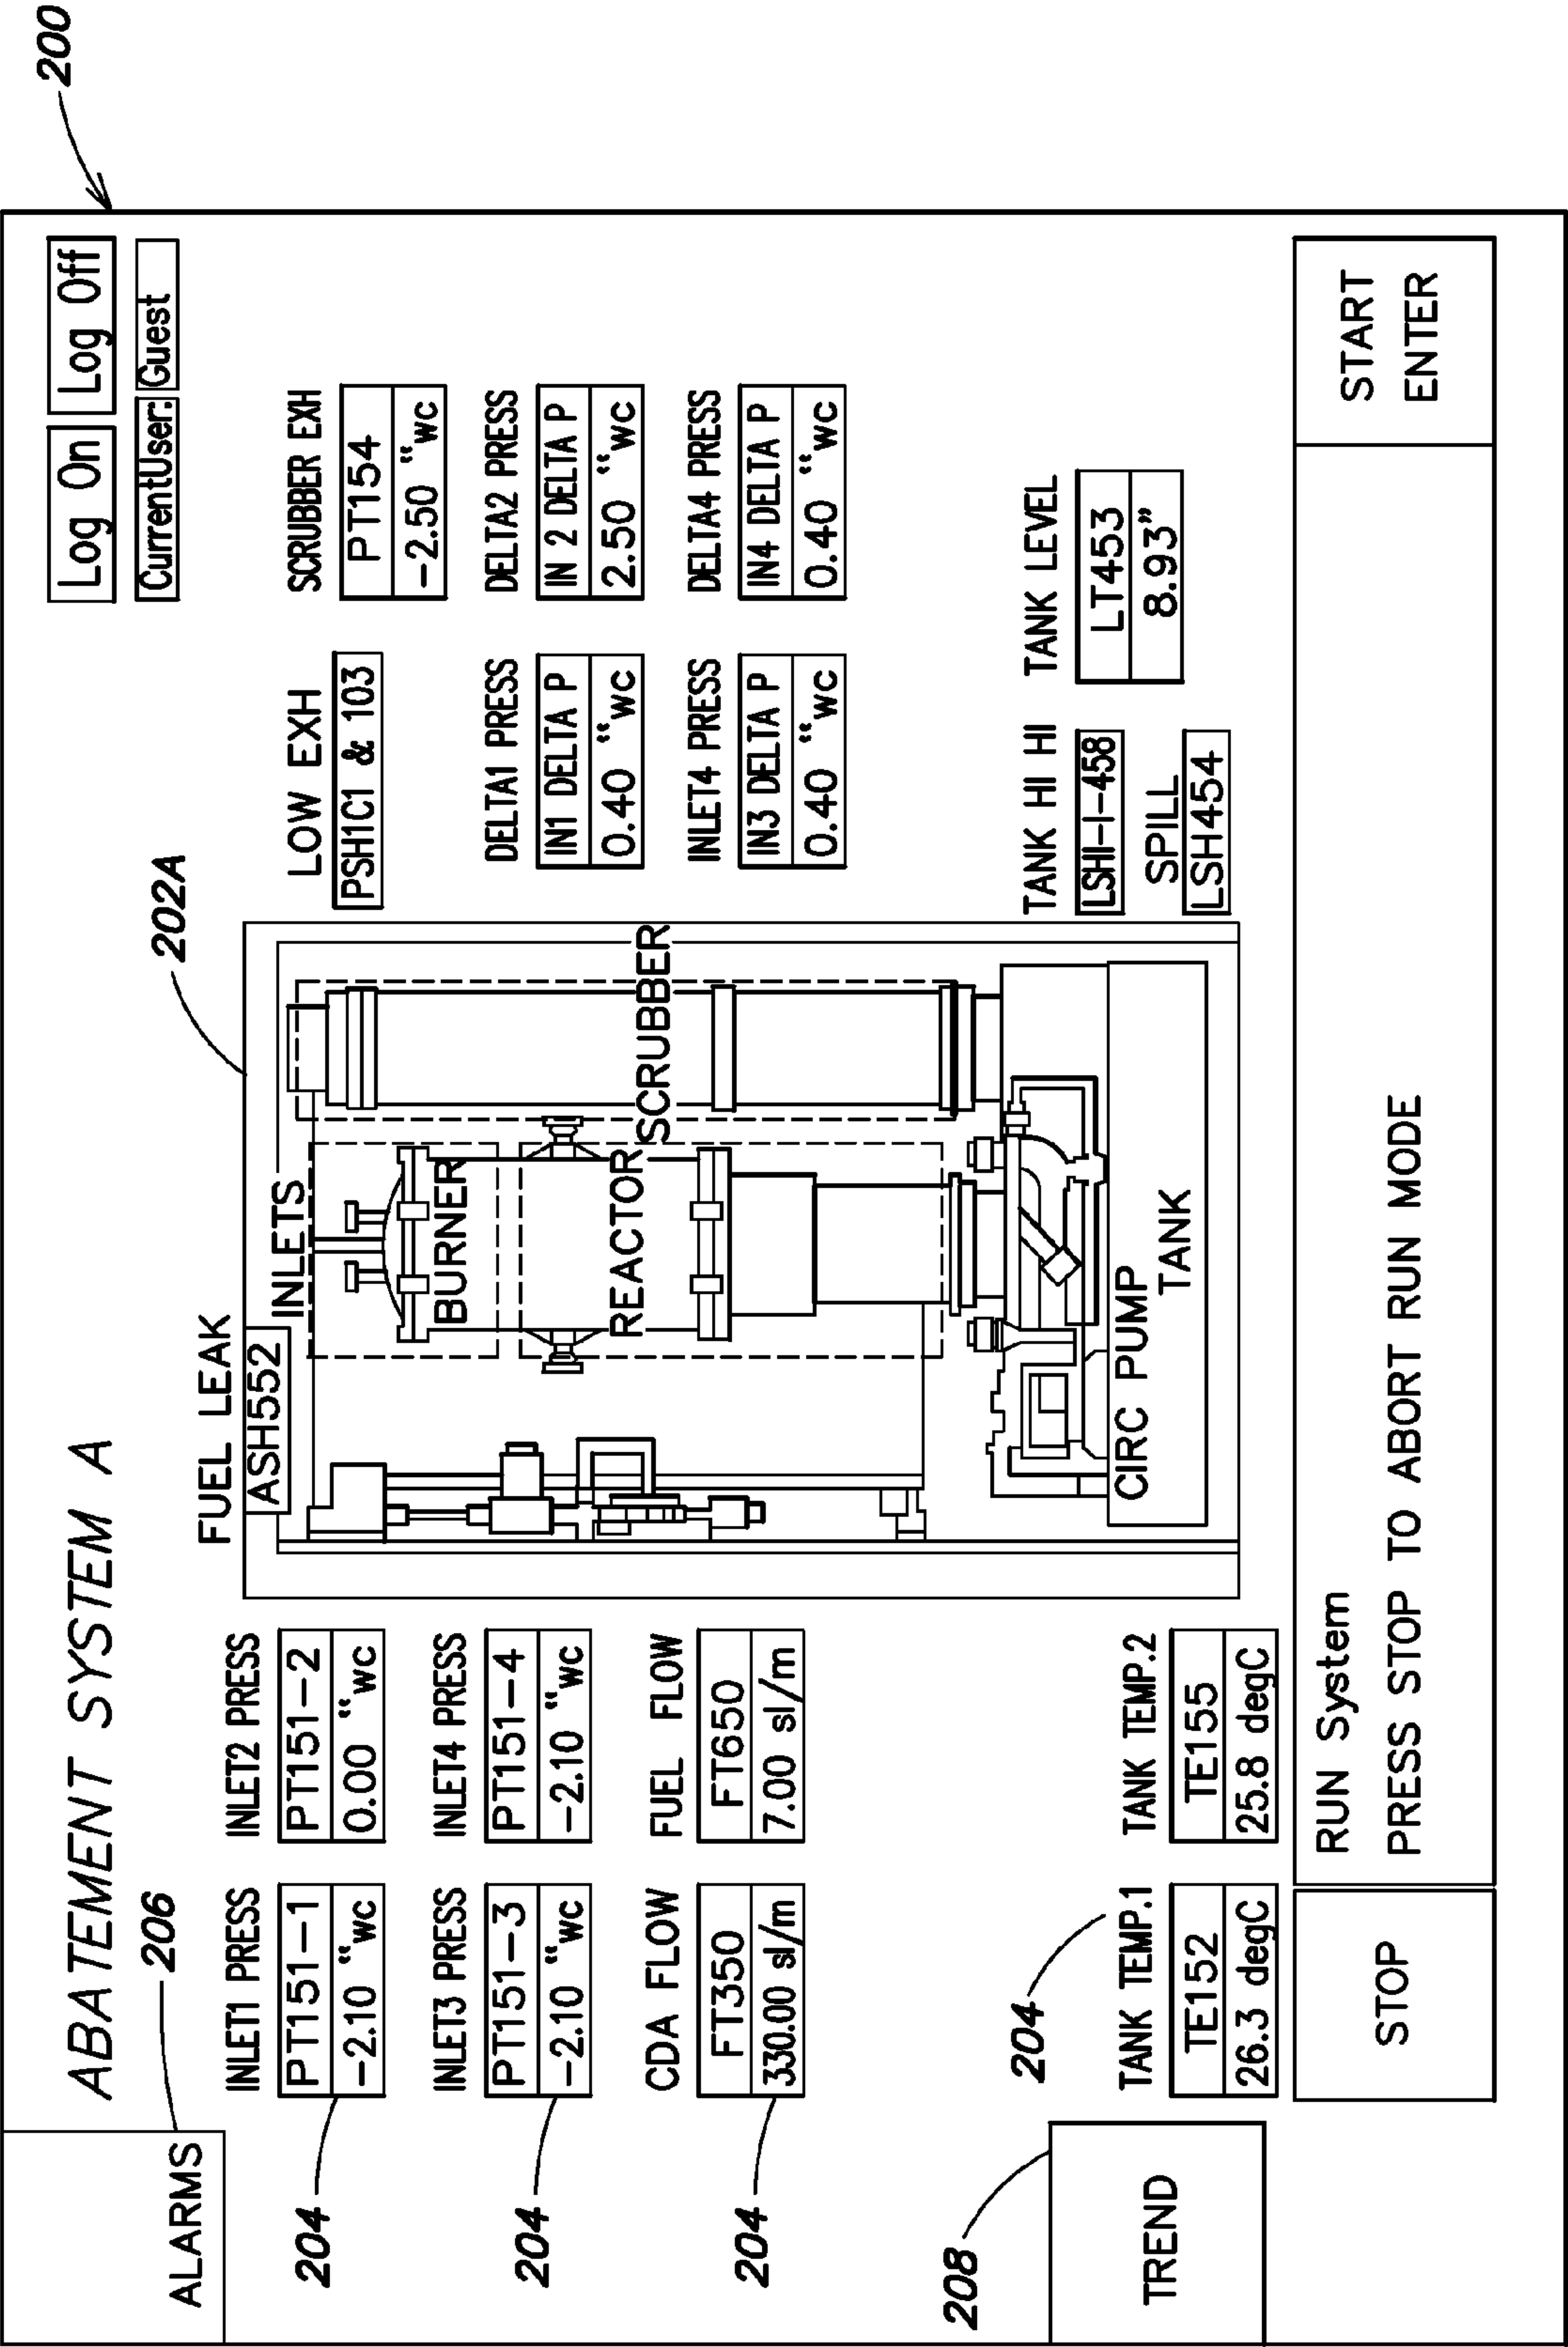 200
ABATEMENT SYSTEM A
Log On
Log Off
CurrentUser:
Guest
ALARMS
206
202A
FUEL LEAK
ASH552
INLET1 PRESS
PT151-1
-2.10 “wc
INLET2 PRESS
PT151-2
0.00 “wc
204
INLET3 PRESS
PT151-3
-2.10 “wc
INLET4 PRESS
PT151-4
-2.10 “wc
204
CDA FLOW
FT350
330.00 sl/m
FUEL FLOW
FT650
7.00 sl/m
204
INLETS
BURNER
REACTOR
SCRUBBER
CIRC PUMP
TANK
LOW EXH
PSH1C1 & 103
SCRUBBER EXH
PT154
-2.50 “wc
DELTA1 PRESS
IN1 DELTA P
0.40 “wc
DELTA2 PRESS
IN 2 DELTA P
2.50 “wc
INLET4 PRESS
IN3 DELTA P
0.40 “wc
DELTA4 PRESS
IN4 DELTA P
0.40 “wc
204
TANK TEMP.1
TE152
26.3 degC
TANK TEMP.2
TE155
25.8 degC
TANK HI HI
LSHI-I-458
SPILL
LSH454
TANK LEVEL
LT453
8.93”
208
TREND
STOP
RUN System
PRESS STOP TO ABORT RUN MODE
START
ENTER